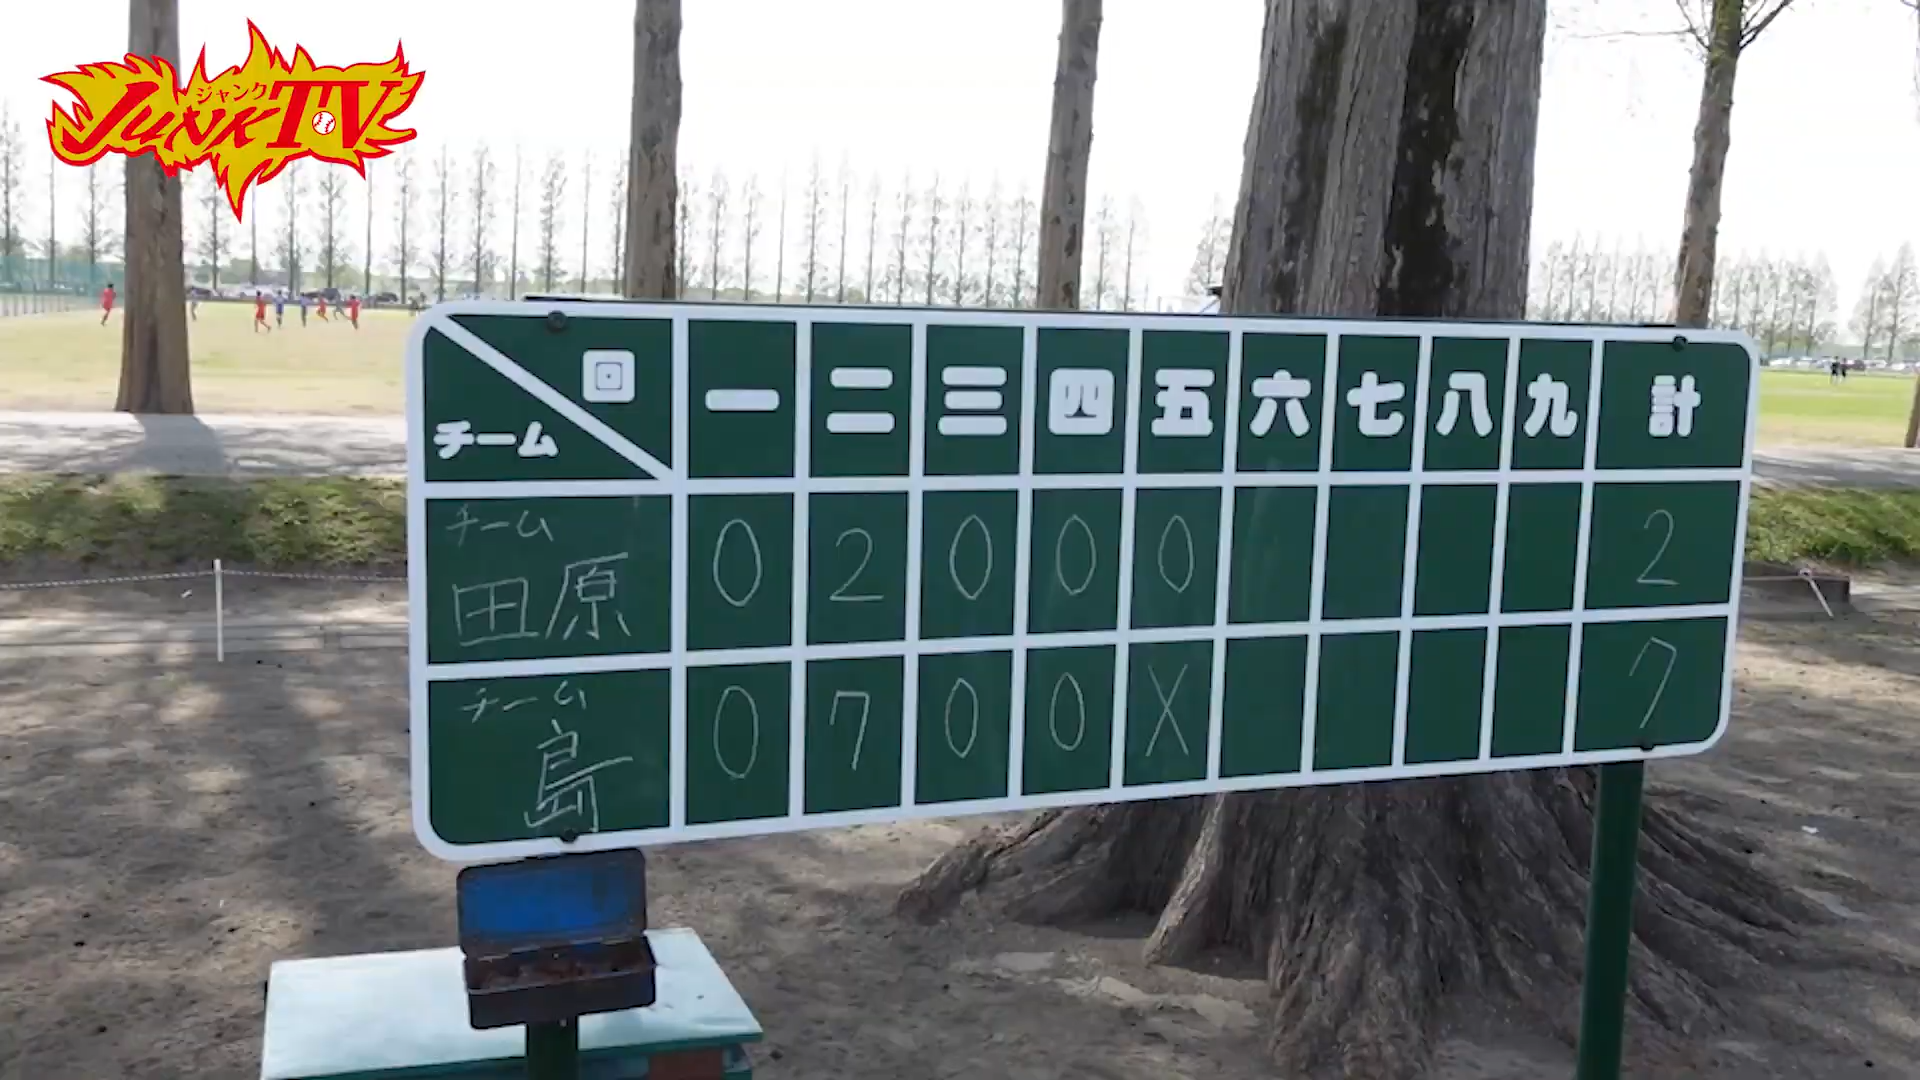 ジャンク
JUNK TV
回
チーム
一 二 三 四 五 六 七 八 九 計
チーム
田原
0 2 0 0 0 2
チーム
島
0 7 0 0 X 7